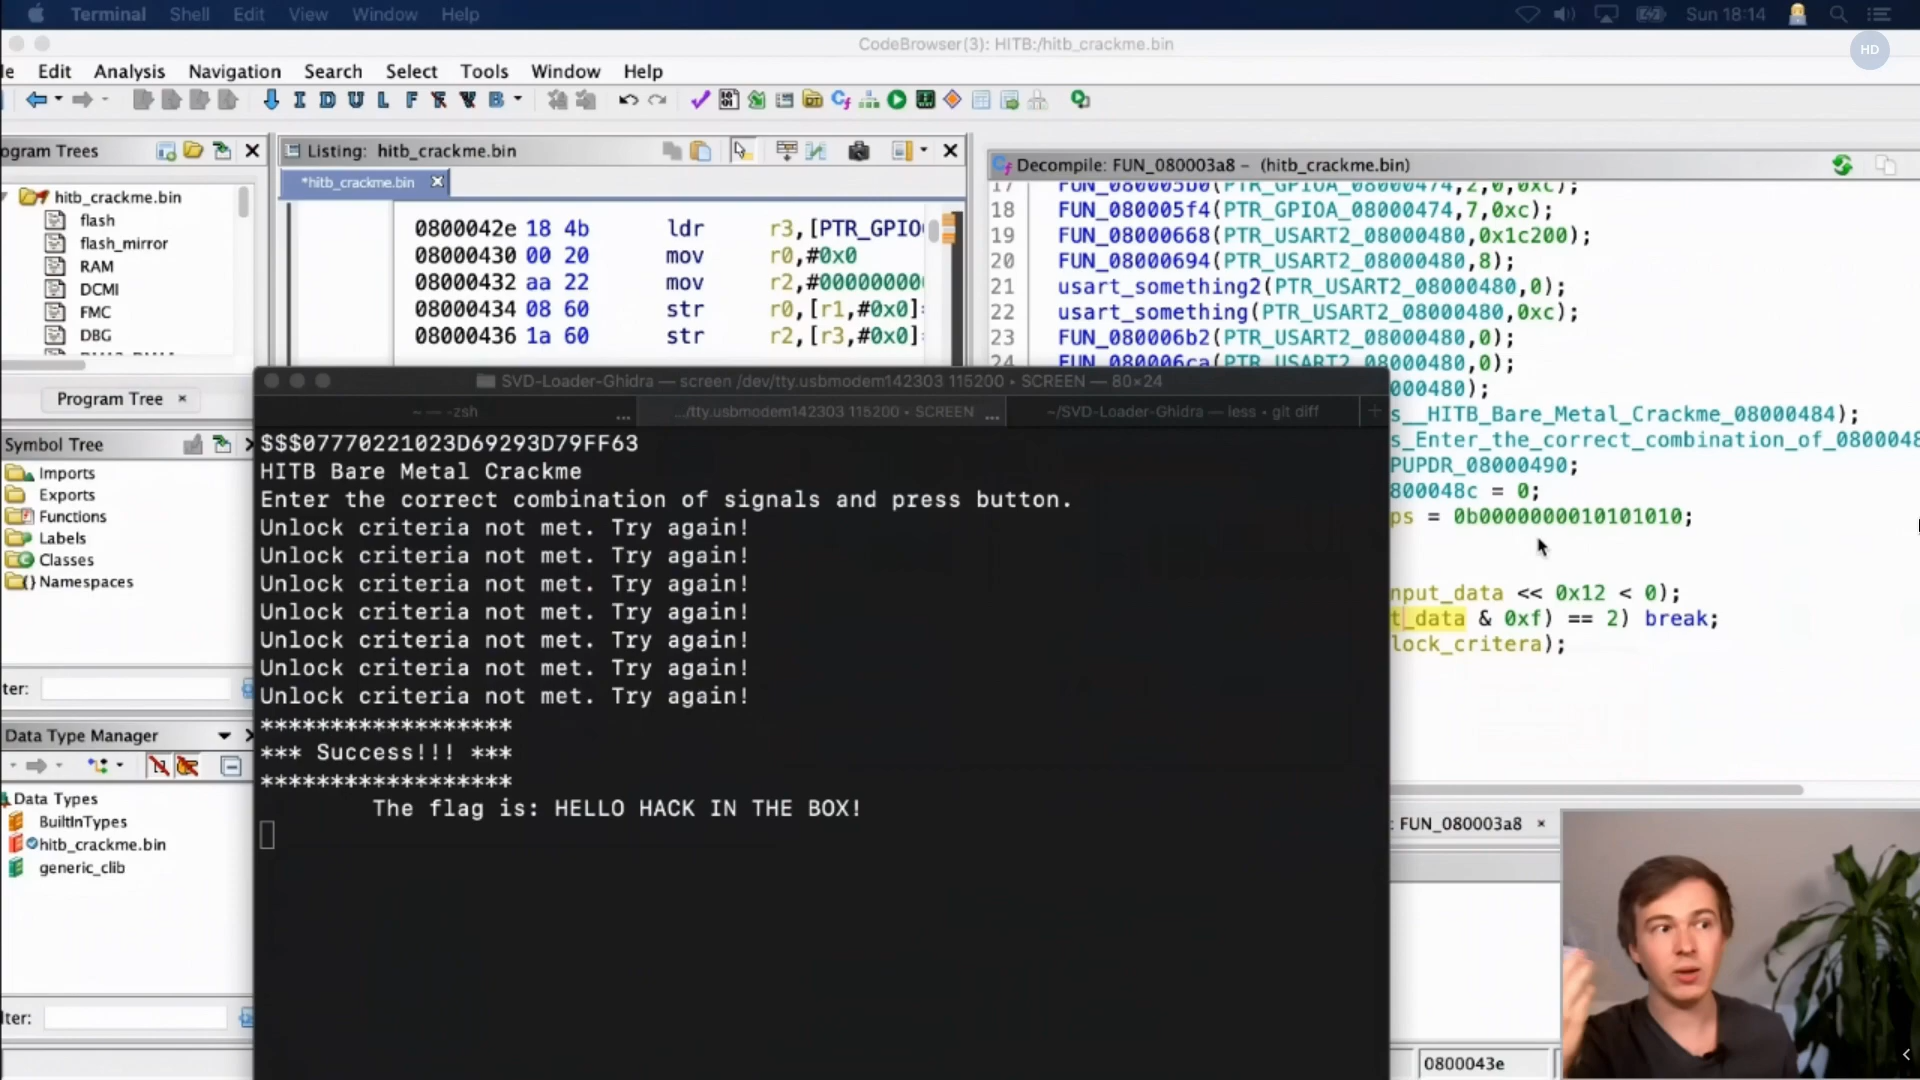 Terminal Shell Edit View Window Help Sun 18:14
CodeBrowser(3): HITB:/hitb_crackme.bin
HD
le Edit Analysis Navigation Search Select Tools Window Help
I D U L F B
ogram Trees
hitb_crackme.bin
flash
flash_mirror
RAM
DCMI
FMC
DBG
Program Tree ×
Listing: hitb_crackme.bin
*hitb_crackme.bin
0800042e 18 4b ldr r3,[PTR_GPIO
08000430 00 20 mov r0,#0x0
08000432 aa 22 mov r2,#000000000
08000434 08 60 str r0,[r1,#0x0]
08000436 1a 60 str r2,[r3,#0x0]
Decompile: FUN_080003a8 – (hitb_crackme.bin)
17 FUN_080005b0(PTR_GPIOA_08000474,2,0,0xc);
18 FUN_080005f4(PTR_GPIOA_08000474,7,0xc);
19 FUN_08000668(PTR_USART2_08000480,0x1c200);
20 FUN_08000694(PTR_USART2_08000480,8);
21 usart_something2(PTR_USART2_08000480,0);
22 usart_something(PTR_USART2_08000480,0xc);
23 FUN_080006b2(PTR_USART2_08000480,0);
24 FUN_080006ca(PTR_USART2_08000480,0);
000480);
s__HITB_Bare_Metal_Crackme_08000484);
s_Enter_the_correct_combination_of_080048
PUPDR_08000490;
800048c = 0;
ps = 0b0000000010101010;
nput_data << 0x12 < 0);
t_data & 0xf) == 2) break;
lock_critera);
Symbol Tree
Imports
Exports
Functions
Labels
Classes
Namespaces
ter:
Data Type Manager
Data Types
BuiltInTypes
hitb_crackme.bin
generic_clib
lter:
SVD-Loader-Ghidra — screen /dev/tty.usbmodem142303 115200 • SCREEN — 80×24
~ — -zsh ... .../tty.usbmodem142303 115200 • SCREEN ... ~/SVD-Loader-Ghidra — less • git diff +
$$$07770221023D69293D79FF63
HITB Bare Metal Crackme
Enter the correct combination of signals and press button.
Unlock criteria not met. Try again!
Unlock criteria not met. Try again!
Unlock criteria not met. Try again!
Unlock criteria not met. Try again!
Unlock criteria not met. Try again!
Unlock criteria not met. Try again!
Unlock criteria not met. Try again!
******************
*** Success!!! ***
******************
The flag is: HELLO HACK IN THE BOX!
: FUN_080003a8 ×
0800043e